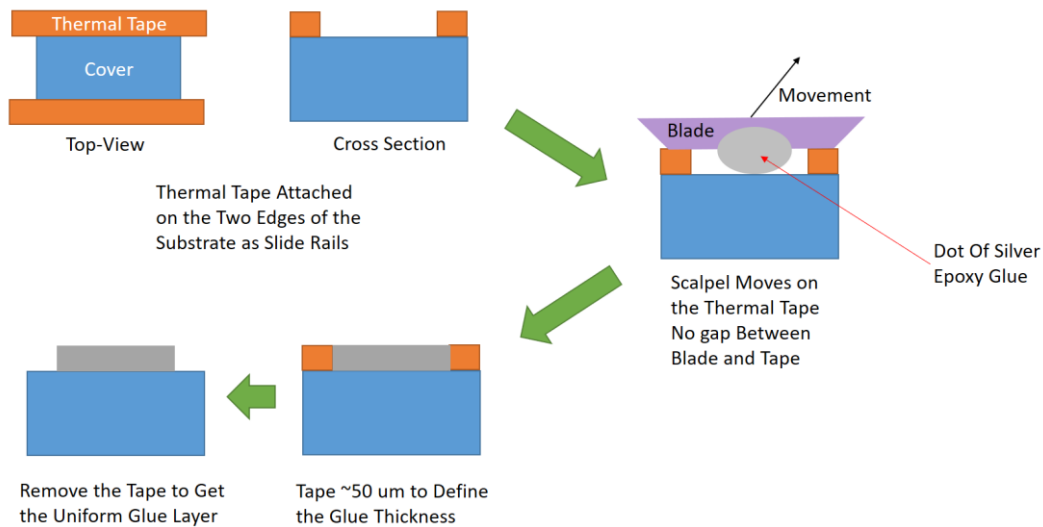 Thermal Tape
Cover
Top-View
Cross Section
Thermal Tape Attached
on the Two Edges of the
Substrate as Slide Rails
Movement
Blade
Dot Of Silver
Epoxy Glue
Scalpel Moves on
the Thermal Tape
No gap Between
Blade and Tape
Tape ~50 um to Define
the Glue Thickness
Remove the Tape to Get
the Uniform Glue Layer